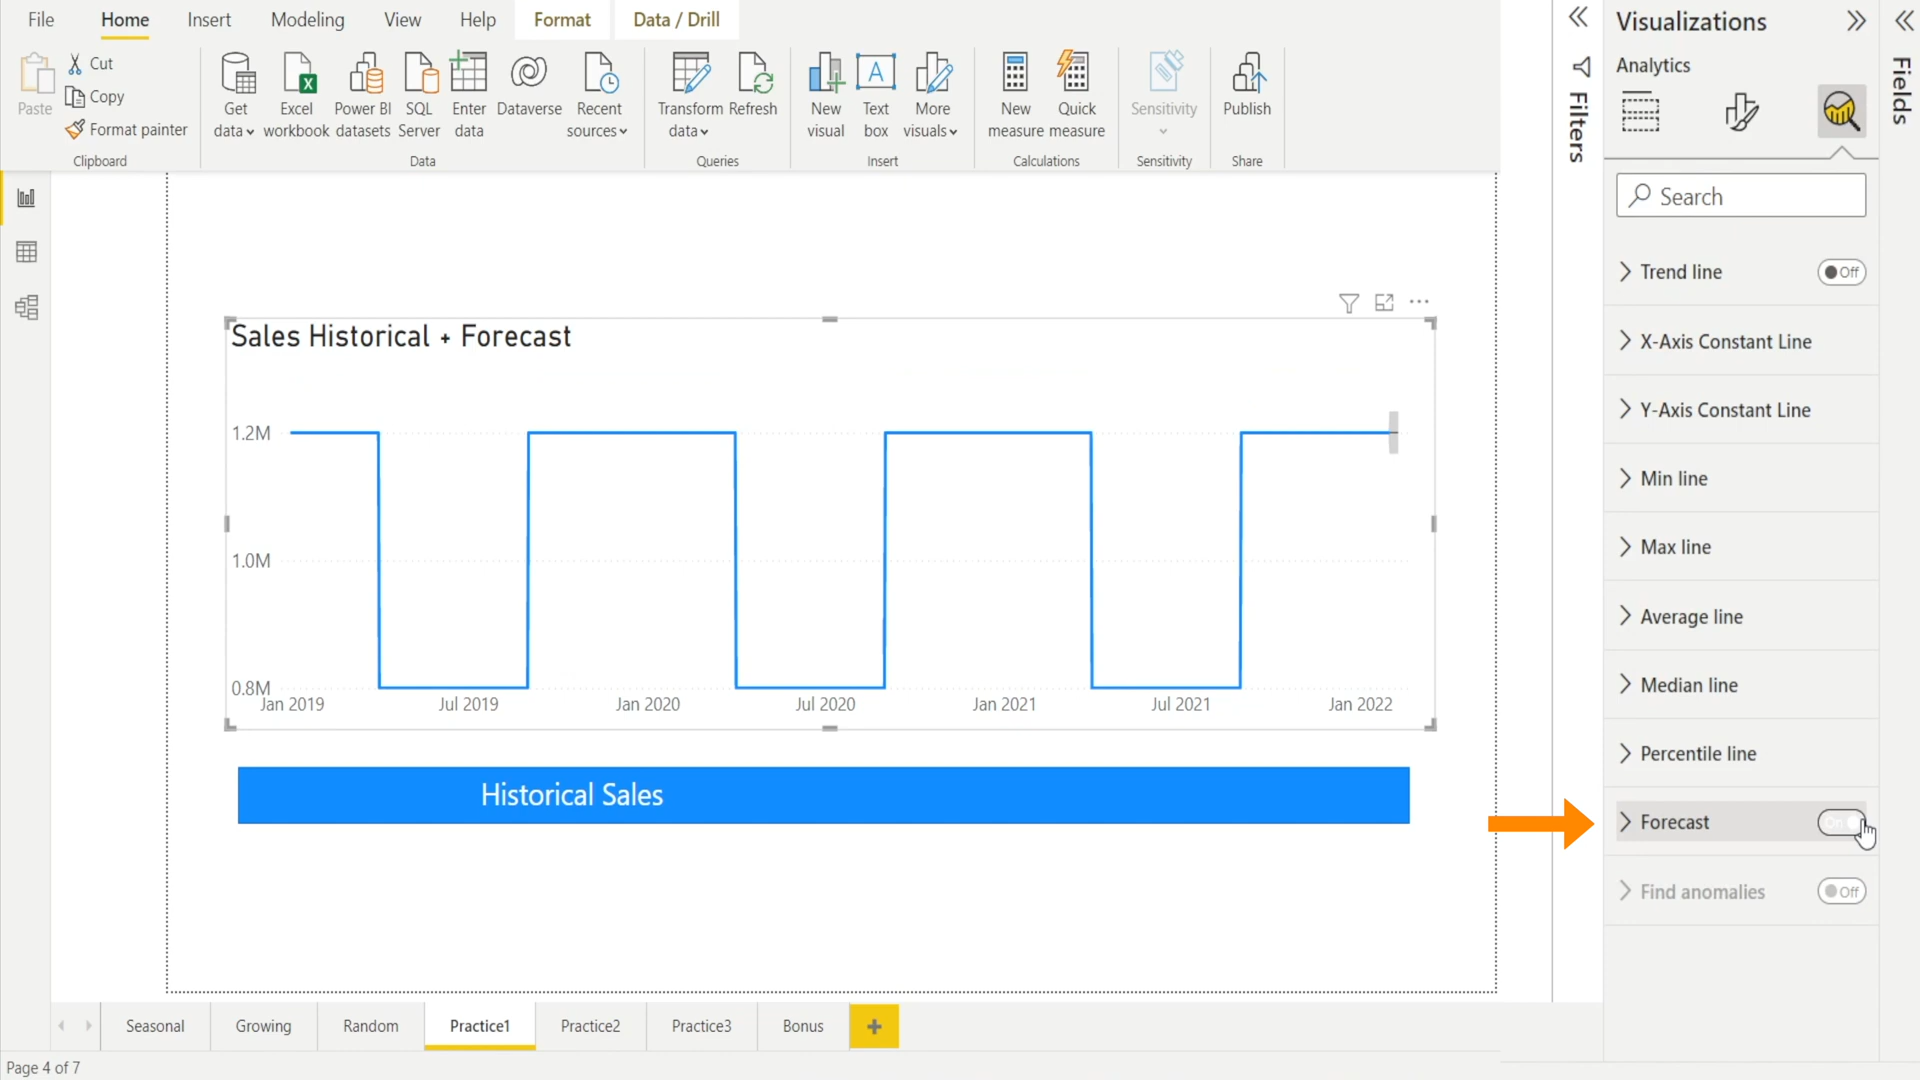 File Home Insert Modeling View Help Format Data / Drill
Paste
Cut
Copy
Format painter
Clipboard
Get data
Excel workbook
Power BI datasets
SQL Server
Enter data
Dataverse
Recent sources
Data
Transform data
Refresh
Queries
New visual
A
Text box
More visuals
Insert
New measure
Quick measure
Calculations
Sensitivity
Sensitivity
Publish
Share
Filters
Visualizations
Analytics
Fields
Search
Trend line Off
X-Axis Constant Line
Y-Axis Constant Line
Min line
Max line
Average line
Median line
Percentile line
Forecast On
Find anomalies Off
Sales Historical + Forecast
1.2M
1.0M
0.8M
Jan 2019 Jul 2019 Jan 2020 Jul 2020 Jan 2021 Jul 2021 Jan 2022
Historical Sales
Seasonal Growing Random Practice1 Practice2 Practice3 Bonus +
Page 4 of 7